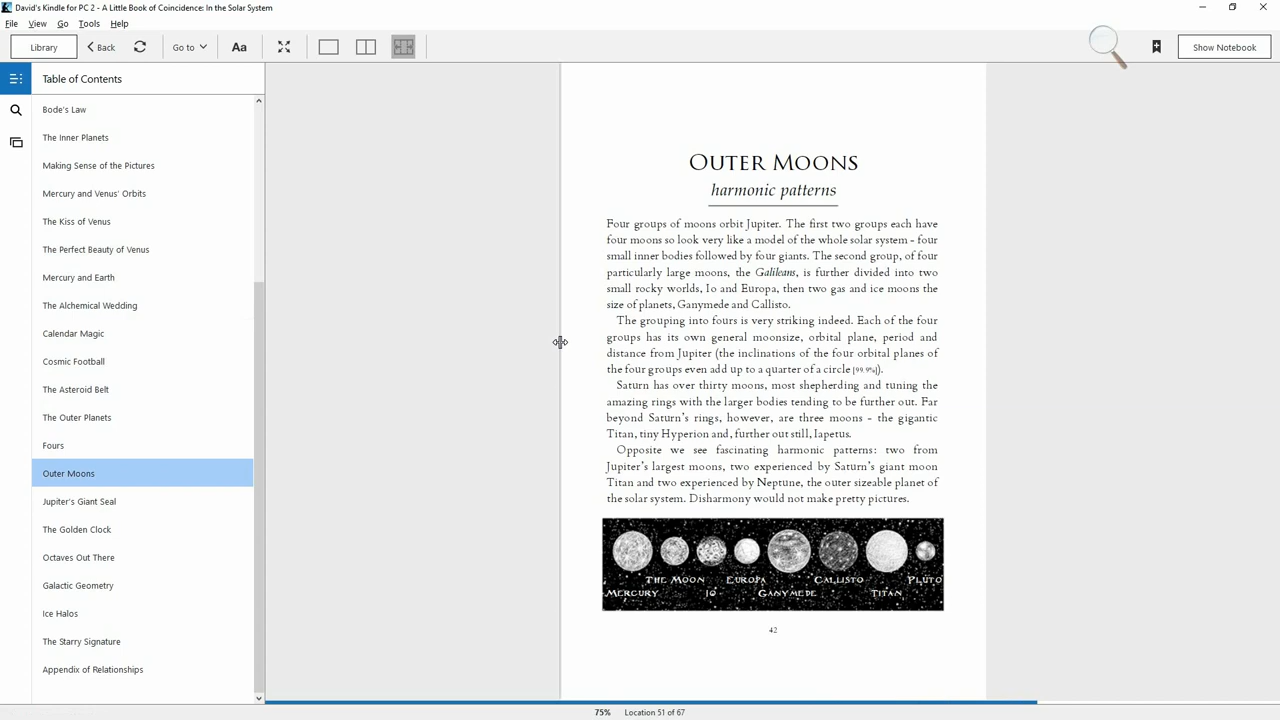 David's Kindle for PC 2 - A Little Book of Coincidence: In the Solar System
File View Go Tools Help
Library Back Go to Aa Show Notebook
Table of Contents
Bode's Law
The Inner Planets
Making Sense of the Pictures
Mercury and Venus' Orbits
The Kiss of Venus
The Perfect Beauty of Venus
Mercury and Earth
The Alchemical Wedding
Calendar Magic
Cosmic Football
The Asteroid Belt
The Outer Planets
Fours
Outer Moons
Jupiter's Giant Seal
The Golden Clock
Octaves Out There
Galactic Geometry
Ice Halos
The Starry Signature
Appendix of Relationships
OUTER MOONS
harmonic patterns
Four groups of moons orbit Jupiter. The first two groups each have
four moons so look very like a model of the whole solar system - four
small inner bodies followed by four giants. The second group, of four
particularly large moons, the Galileans, is further divided into two
small rocky worlds, Io and Europa, then two gas and ice moons the
size of planets, Ganymede and Callisto.
The grouping into fours is very striking indeed. Each of the four
groups has its own general moonsize, orbital plane, period and
distance from Jupiter (the inclinations of the four orbital planes of
the four groups even add up to a quarter of a circle [99.9%]).
Saturn has over thirty moons, most shepherding and tuning the
amazing rings with the larger bodies tending to be further out. Far
beyond Saturn's rings, however, are three moons - the gigantic
Titan, tiny Hyperion and, further out still, Iapetus.
Opposite we see fascinating harmonic patterns: two from
Jupiter's largest moons, two experienced by Saturn's giant moon
Titan and two experienced by Neptune, the outer sizeable planet of
the solar system. Disharmony would not make pretty pictures.
THE MOON EUROPA CALLISTO PLUTO
MERCURY IO GANYMEDE TITAN
42
75% Location 51 of 67